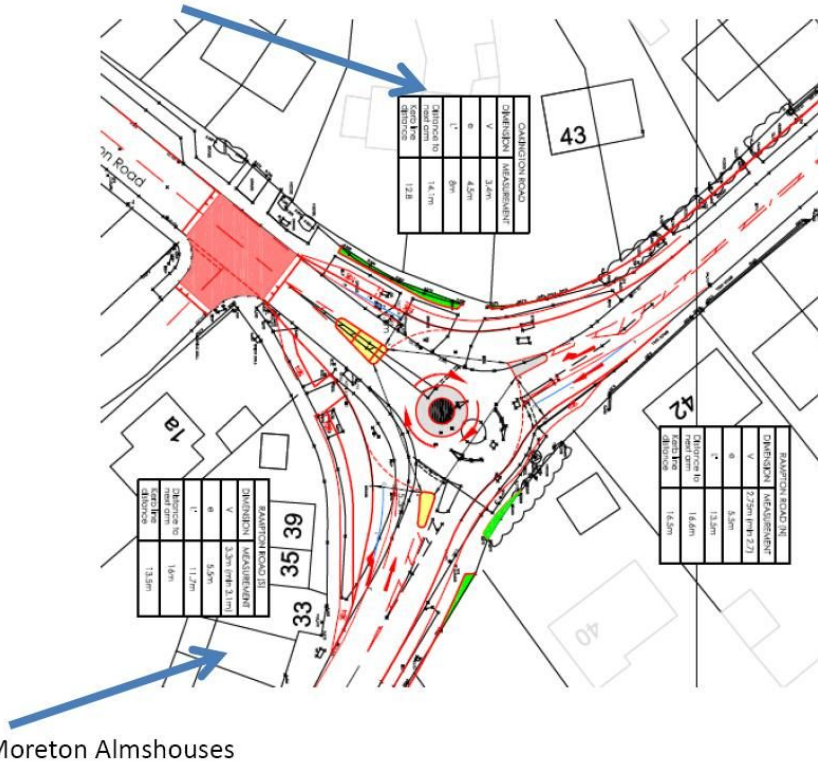 OAKINGTON ROAD
DIMENSION MEASUREMENT
V 3.4m
e 4.5m
L' 8m
Distance to next arm 14.1m
Kerb line distance 12.8
43
on Road
1a
42
RAMPTON ROAD (N)
DIMENSION MEASUREMENT
V 2.75m (min 2.7)
e 5.5m
L' 13.5m
Distance to next arm 16.6m
Kerb line distance 16.5m
RAMPTON ROAD (S)
DIMENSION MEASUREMENT
V 3.3m (min 3.1m)
e 5.5m
L' 11.7m
Distance to next arm 16m
Kerb line distance 13.5m
39
35
33
40
Moreton Almshouses